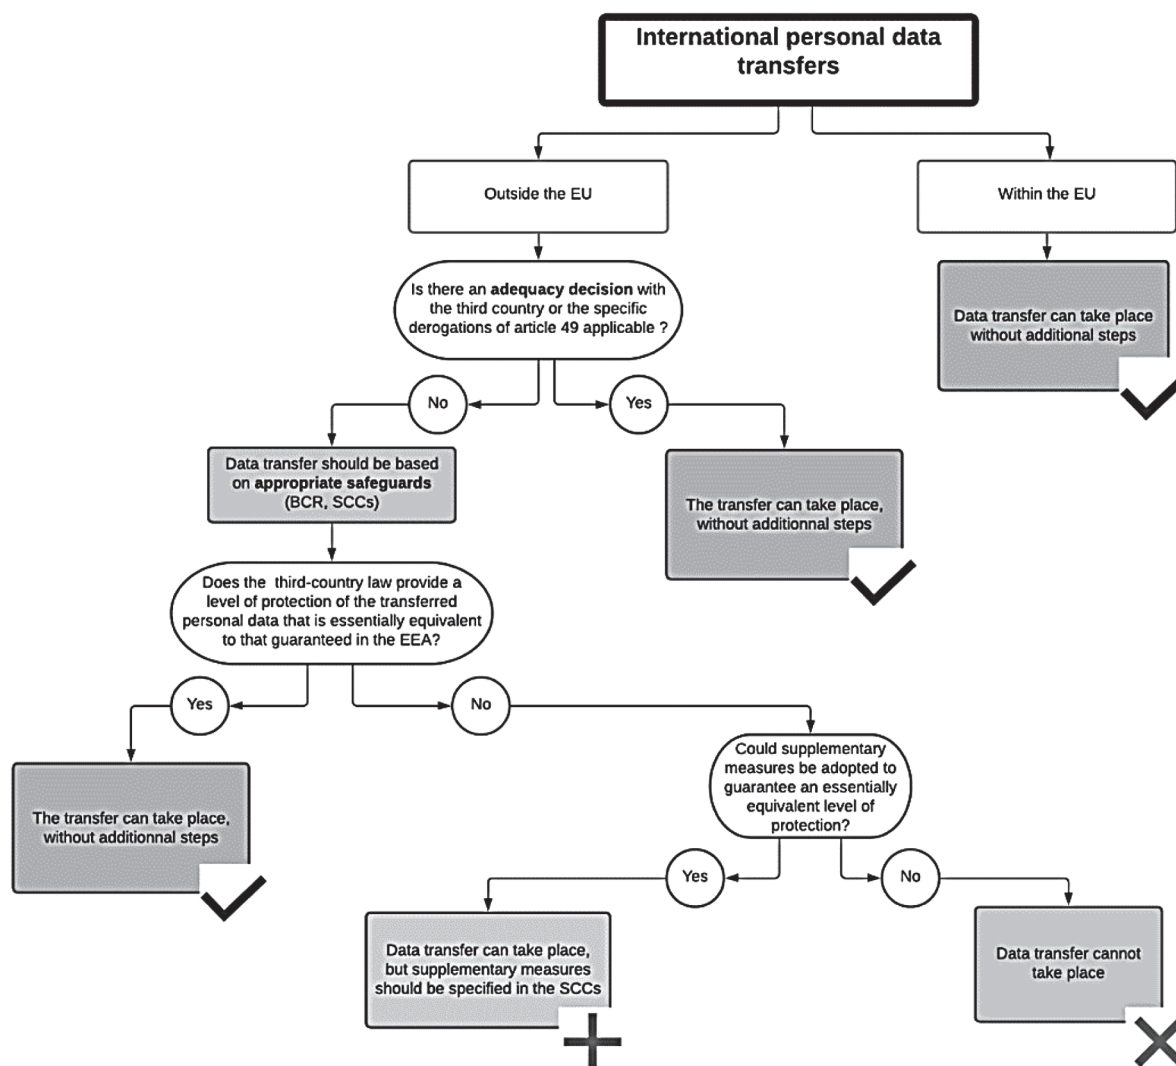 International personal data
transfers
Outside the EU
Within the EU
Is there an adequacy decision with
the third country or the specific
derogations of article 49 applicable ?
Data transfer can take place
without additional steps
No
Yes
Data transfer should be based
on appropriate safeguards
(BCR, SCCs)
The transfer can take place,
without additionnal steps
Does the third-country law provide a
level of protection of the transferred
personal data that is essentially equivalent
to that guaranteed in the EEA?
Yes
No
The transfer can take place,
without additionnal steps
Could supplementary
measures be adopted to
guarantee an essentially
equivalent level of
protection?
Yes
No
Data transfer can take place,
but supplementary measures
should be specified in the SCCs
Data transfer cannot
take place